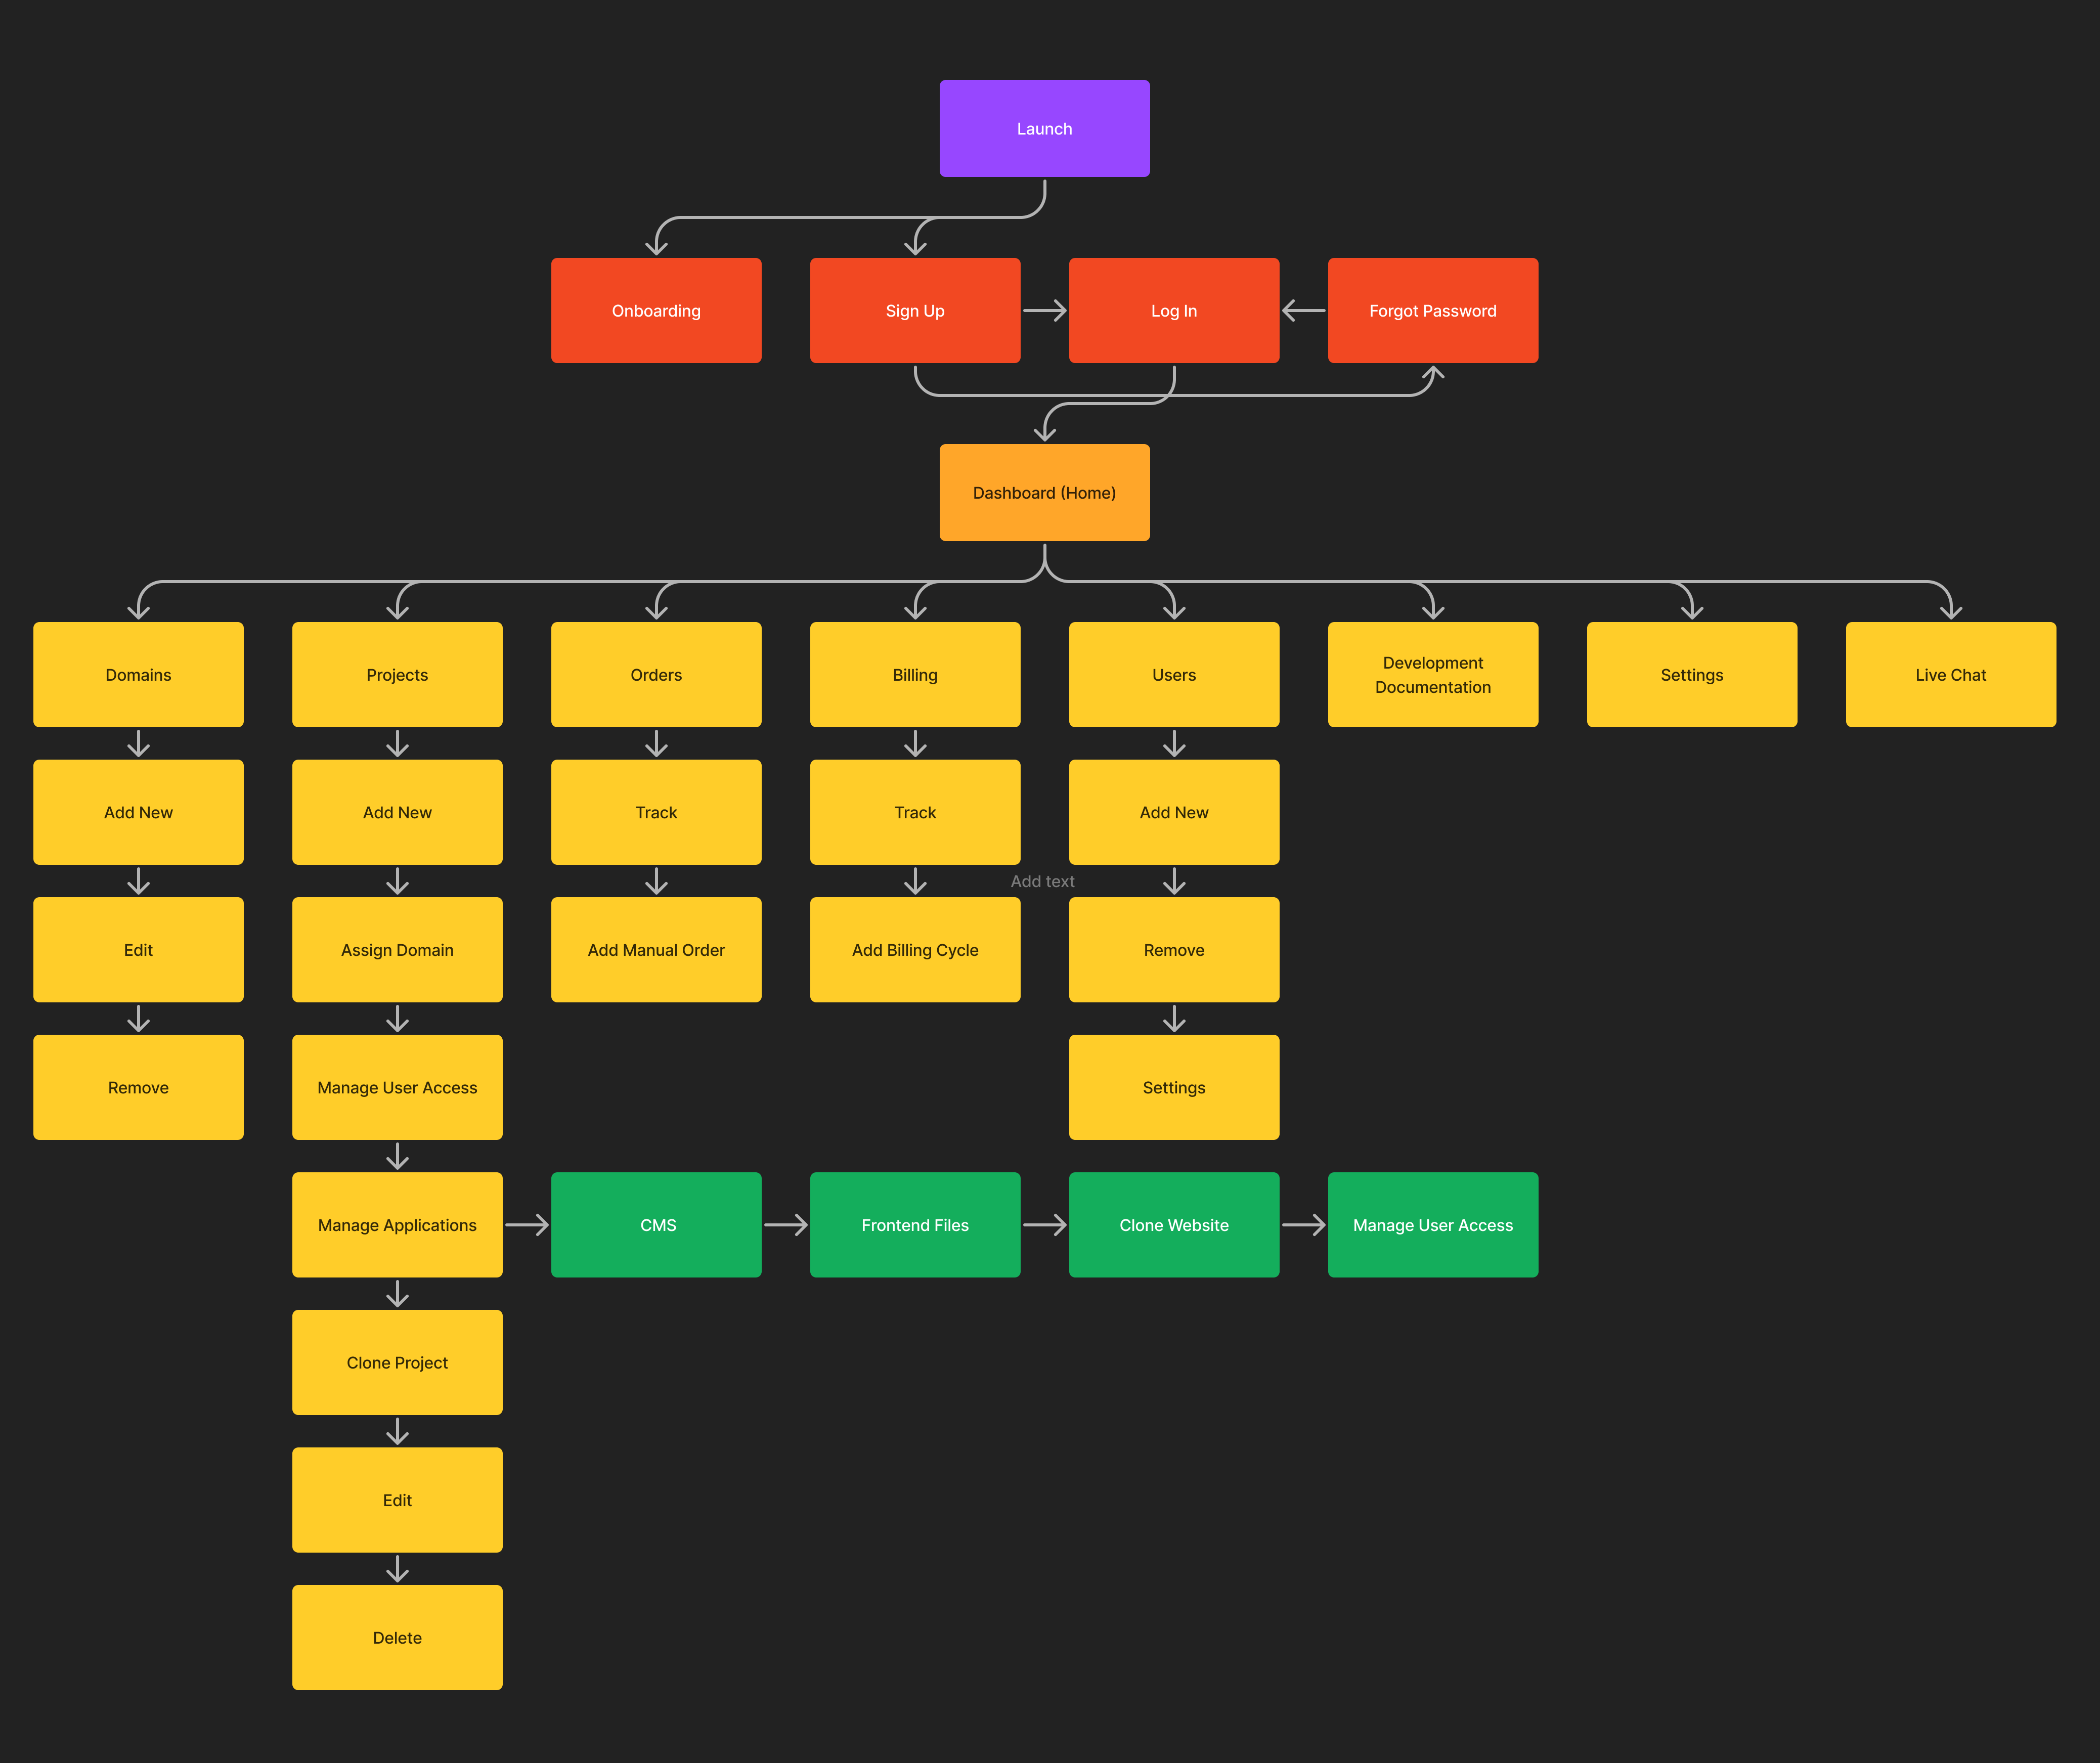 Launch
Onboarding
Sign Up
Log In
Forgot Password
Dashboard (Home)
Domains
Projects
Orders
Billing
Users
Development
Documentation
Settings
Live Chat
Add New
Add New
Track
Track
Add New
Add text
Edit
Assign Domain
Add Manual Order
Add Billing Cycle
Remove
Remove
Manage User Access
Settings
Manage Applications
CMS
Frontend Files
Clone Website
Manage User Access
Clone Project
Edit
Delete